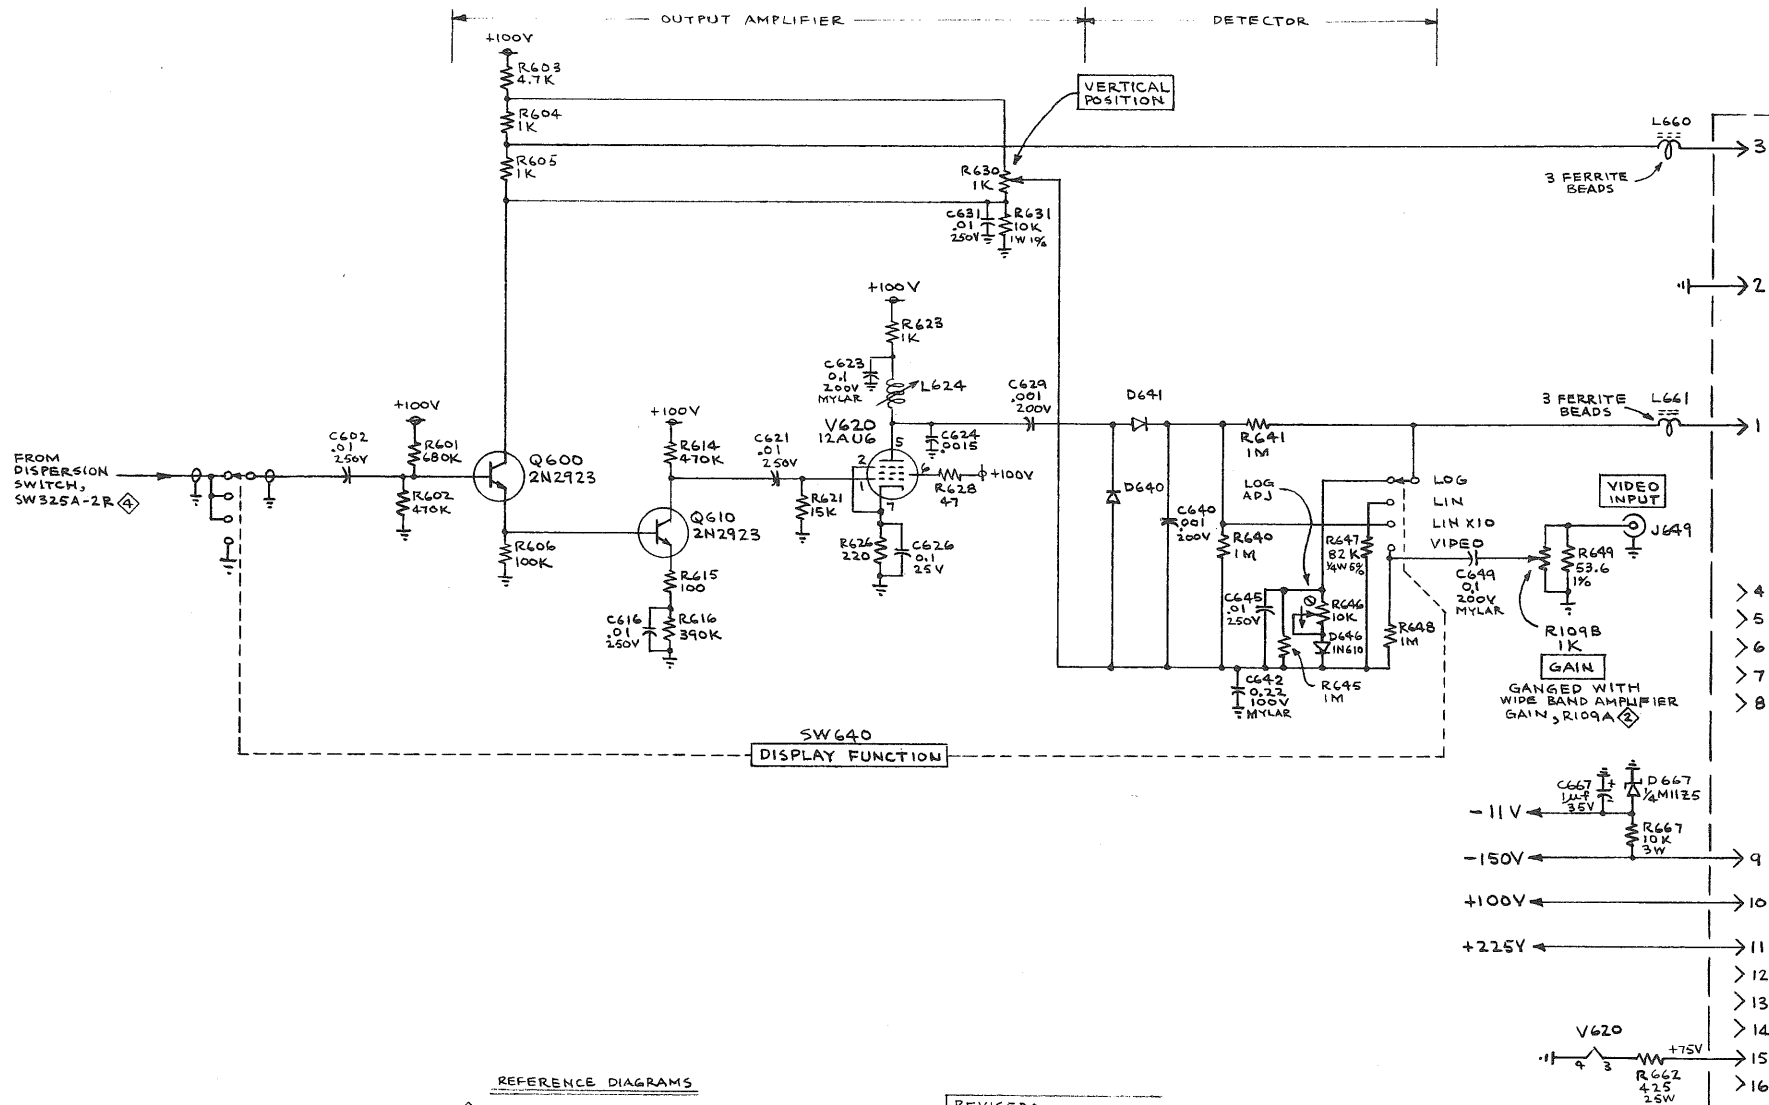 OUTPUT AMPLIFIER
DETECTOR
+100V
R603
4.7K
R604
1K
R605
1K
VERTICAL
POSITION
R630
1K
C631
.01
250V
R631
10K
1W 1%
L660
3 FERRITE
BEADS
3
2
+100V
R623
1K
C623
0.1
200V
MYLAR
L624
V620
12AU6
C624
.0015
5
2
1
6
7
R628
47
+100V
C629
.001
200V
D641
R641
1M
3 FERRITE
BEADS
L661
1
FROM
DISPERSION
SWITCH,
SW325A-2R 4
C602
.01
250V
+100V
R601
680K
R602
470K
Q600
2N2923
R606
100K
+100V
R614
470K
Q610
2N2923
R615
100
C616
.01
250V
R616
390K
C621
.01
250V
R621
15K
R626
220
C626
0.1
25V
D640
C640
.001
200V
R640
1M
LOG
ADJ
LOG
LIN
LIN X10
VIDEO
R647
82K
1/4W 5%
C645
.01
250V
R646
10K
D646
1N610
R648
1M
R645
1M
C642
0.22
100V
MYLAR
C649
0.1
200V
MYLAR
VIDEO
INPUT
J649
R649
53.6
1%
R109B
1K
GAIN
GANGED WITH
WIDE BAND AMPLIFIER
GAIN, R109A 2
4
5
6
7
8
SW640
DISPLAY FUNCTION
C667
1µf
35V
+
-
D667
1/4M11Z5
-11V
R667
10K
3W
-150V
9
+100V
10
+225V
11
12
13
14
V620
4
3
+75V
15
R662
425
25W
16
REFERENCE DIAGRAMS